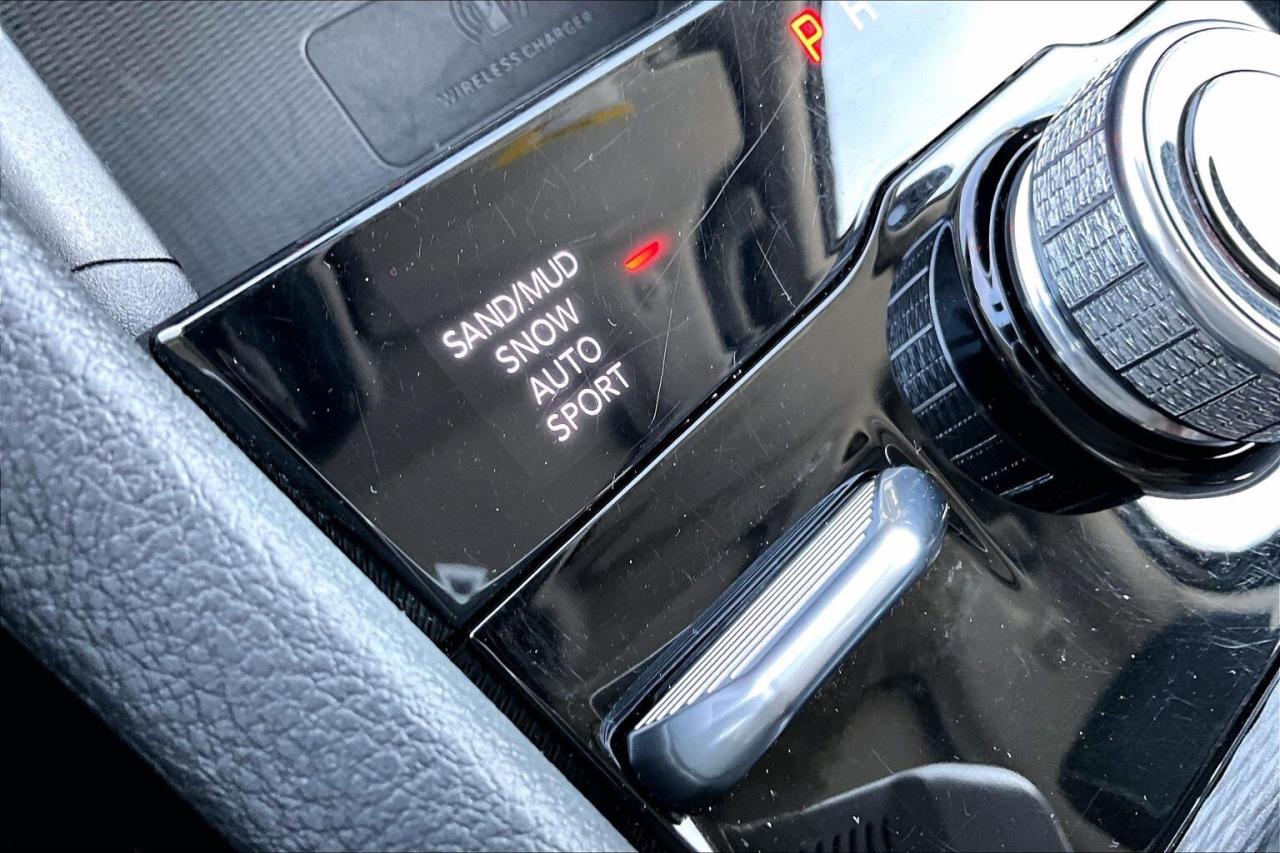 WIRELESS CHARGER
P R
SAND/MUD
SNOW
AUTO
SPORT